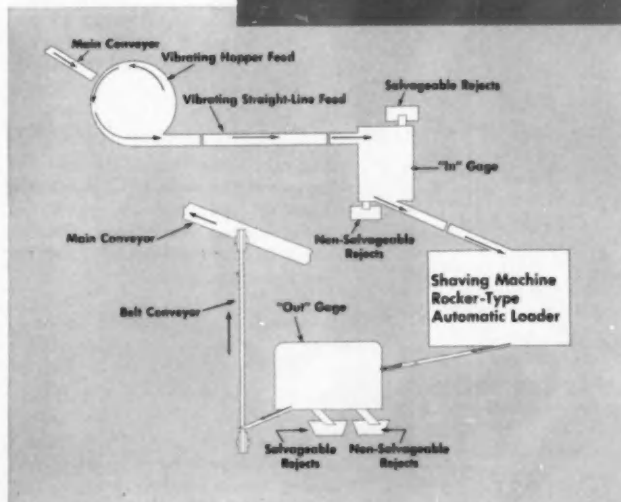 Main Conveyor
Vibrating Hopper Feed
Vibrating Straight-Line Feed
Salvageable Rejects
"In" Gage
Non-Salvageable
Rejects
Main Conveyor
Shaving Machine
Rocker-Type
Automatic Loader
Belt Conveyor
"Out" Gage
Salvageable
Rejects
Non-Salvageable
Rejects